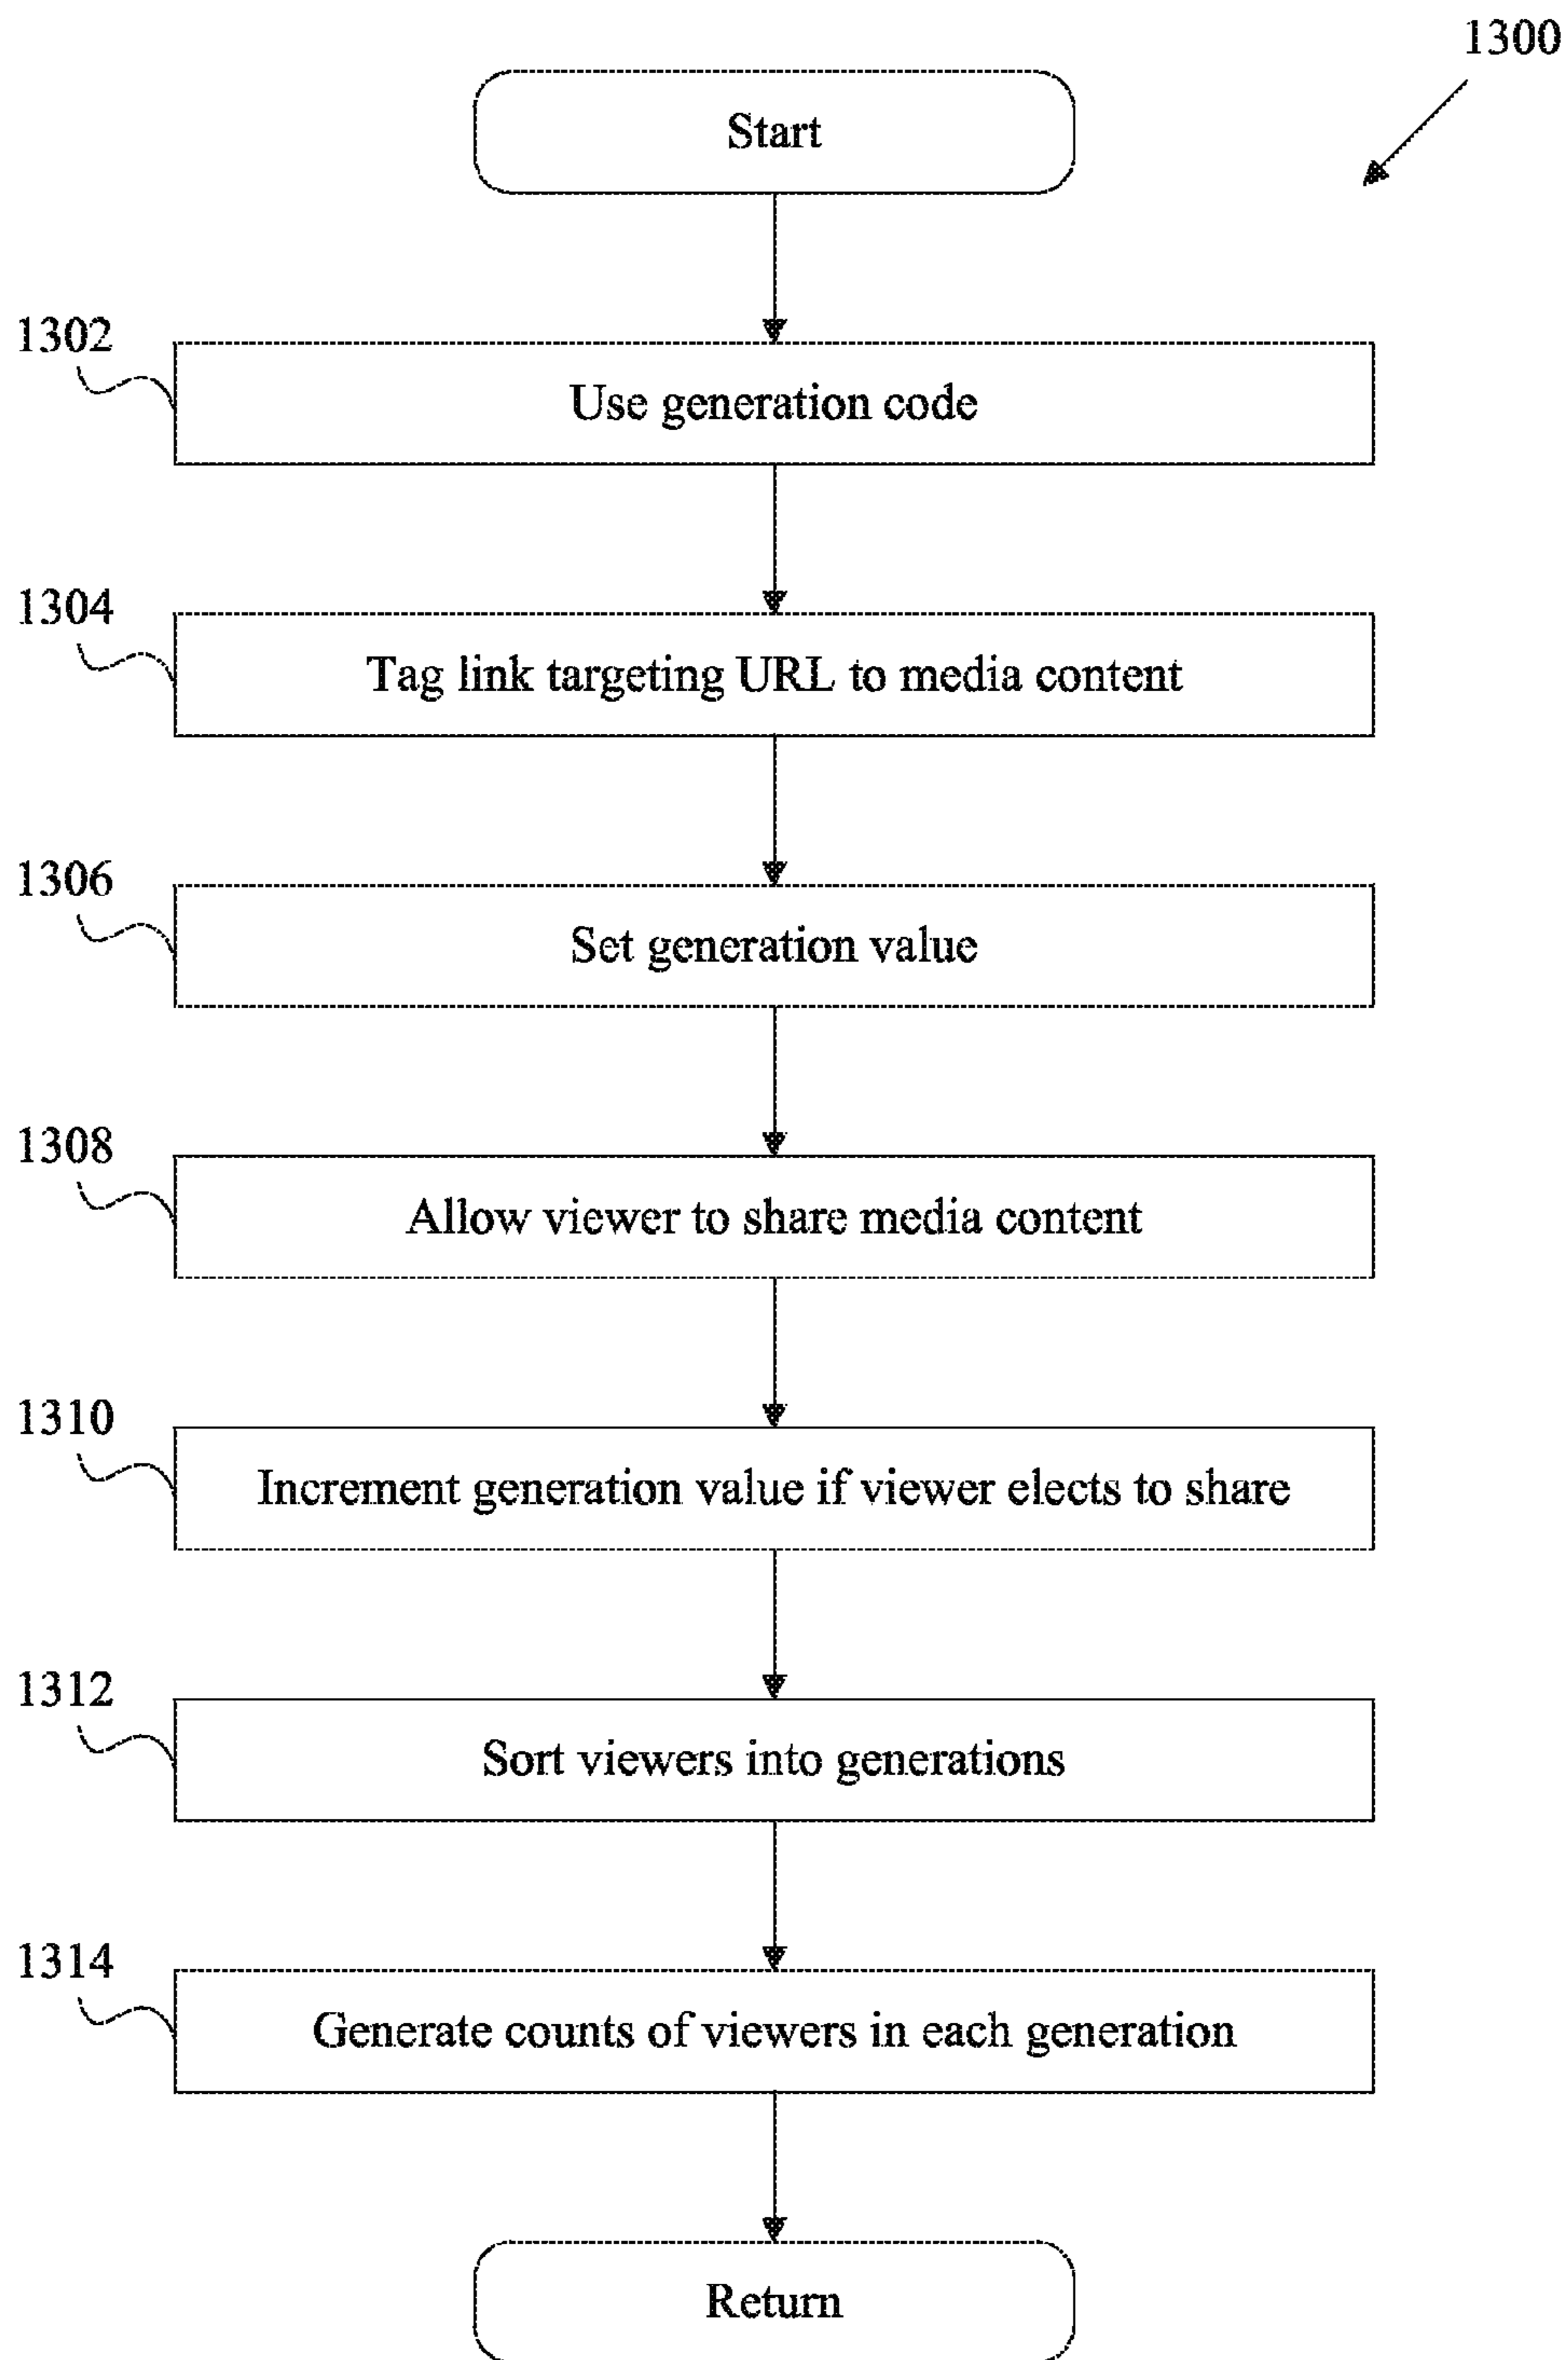 1300
Start
1302
Use generation code
1304
Tag link targeting URL to media content
1306
Set generation value
1308
Allow viewer to share media content
1310
Increment generation value if viewer elects to share
1312
Sort viewers into generations
1314
Generate counts of viewers in each generation
Return